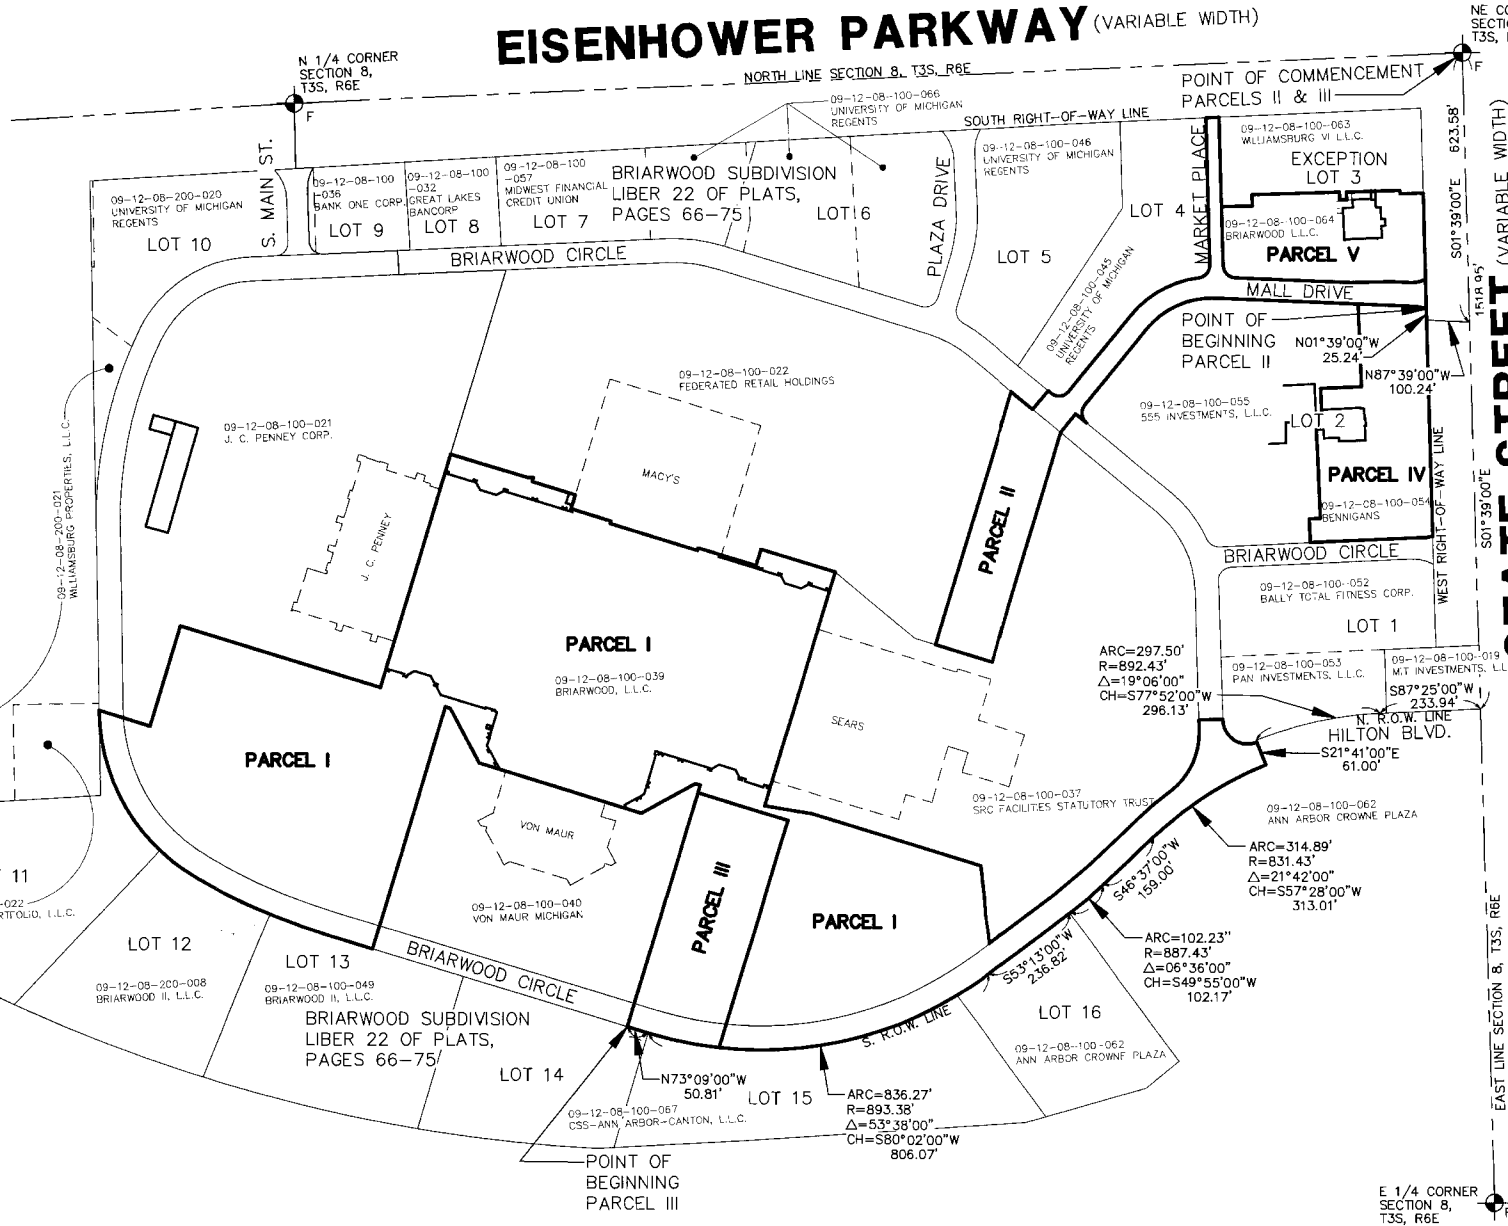 EISENHOWER PARKWAY (VARIABLE WIDTH)
N 1/4 CORNER
SECTION 8,
T3S, R6E
F
NORTH LINE SECTION 8, T3S, R6E
SECTI
T3S,
F
POINT OF COMMENCEMENT
PARCELS II & III
09-12-08-100-066
UNIVERSITY OF MICHIGAN
REGENTS
SOUTH RIGHT-OF-WAY LINE
623.58'
S01°39'00"E
(VARIABLE WIDTH)
1518.95'
STATE STREET
S01°39'00"E
WEST RIGHT-OF-WAY LINE
09-12-08-200-020
UNIVERSITY OF MICHIGAN
REGENTS
LOT 10
S. MAIN ST.
09-12-08-100
-036
BANK ONE CORP.
LOT 9
09-12-08-100
-032
GREAT LAKES
BANCORP
LOT 8
09-12-08-100
-057
MIDWEST FINANCIAL
CREDIT UNION
LOT 7
BRIARWOOD SUBDIVISION
LIBER 22 OF PLATS,
PAGES 66-75
LOT 6
PLAZA DRIVE
09-12-08-100-046
UNIVERSITY OF MICHIGAN
REGENTS
LOT 5
LOT 4
09-12-08-100-045
UNIVERSITY OF MICHIGAN
REGENTS
MARKET PLACE
09-12-08-100-063
WILLIAMSBURG VI L.L.C.
EXCEPTION
LOT 3
09-12-08-100-064
BRIARWOOD L.L.C.
PARCEL V
MALL DRIVE
BRIARWOOD CIRCLE
POINT OF
BEGINNING
PARCEL II
N01°39'00"W
25.24'
N87°39'00"W
100.24'
09-12-08-100-022
FEDERATED RETAIL HOLDINGS
09-12-08-100-055
555 INVESTMENTS, L.L.C.
LOT 2
PARCEL IV
09-12-08-100-054
BENNIGANS
09-12-08-100-021
J. C. PENNEY CORP.
09-12-08-200-021
WILLIAMSBURG PROPERTIES, L.L.C.
J. C. PENNEY
MACY'S
PARCEL II
BRIARWOOD CIRCLE
09-12-08-100-052
BALLY TOTAL FITNESS CORP.
LOT 1
PARCEL I
09-12-08-100-039
BRIARWOOD, L.L.C.
ARC=297.50'
R=892.43'
Δ=19°06'00"
CH=S77°52'00"W
296.13'
09-12-08-100-053
PAN INVESTMENTS, L.L.C.
09-12-08-100-019
MT INVESTMENTS, L.L
S87°25'00"W
233.94'
N. R.O.W. LINE
HILTON BLVD.
S21°41'00"E
61.00'
SEARS
PARCEL I
09-12-08-100-037
SRC FACILITIES STATUTORY TRUST
09-12-08-100-062
ANN ARBOR CROWNE PLAZA
VON MAUR
ARC=314.89'
R=831.43'
Δ=21°42'00"
CH=S57°28'00"W
313.01'
S46°37'00"W
159.00'
11
-022
RTFOLIO, L.L.C.
09-12-08-100-040
VON MAUR MICHIGAN
PARCEL III
PARCEL I
LOT 12
09-12-08-200-008
BRIARWOOD II, L.L.C.
LOT 13
09-12-08-100-049
BRIARWOOD II, L.L.C.
BRIARWOOD CIRCLE
S53°13'00"W
236.82'
ARC=102.23"
R=887.43'
Δ=06°36'00"
CH=S49°55'00"W
102.17'
BRIARWOOD SUBDIVISION
LIBER 22 OF PLATS,
PAGES 66-75
S. R.O.W. LINE
LOT 16
09-12-08-100-062
ANN ARBOR CROWNE PLAZA
LOT 14
N73°09'00"W
50.81'
LOT 15
ARC=836.27'
R=893.38'
Δ=53°38'00"
CH=S80°02'00"W
806.07'
09-12-08-100-067
CSS-ANN ARBOR-CANTON, L.L.C.
POINT OF
BEGINNING
PARCEL III
EAST LINE SECTION 8, T3S, R6E
E 1/4 CORNER
SECTION 8,
T3S, R6E